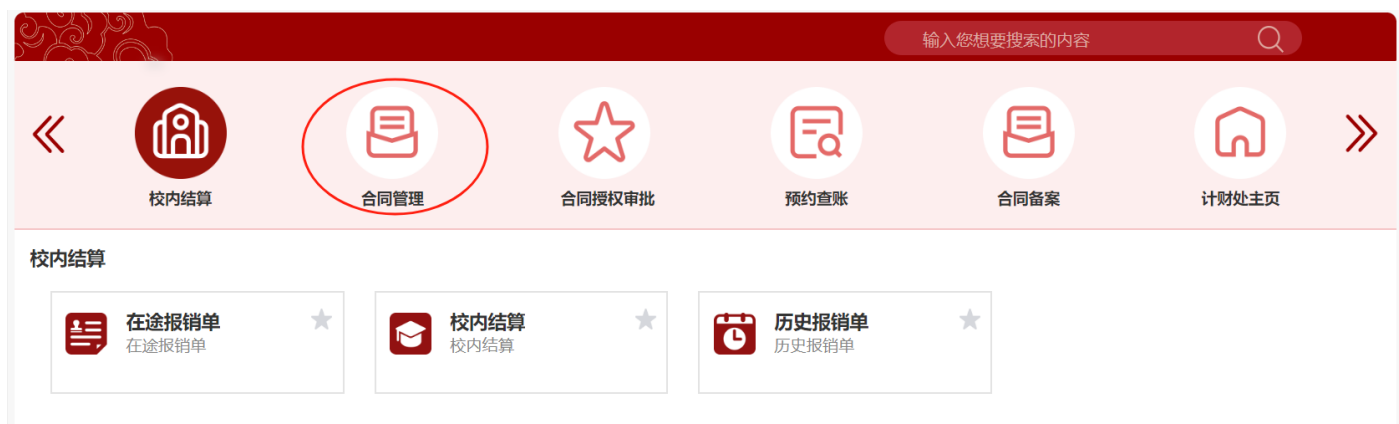 输入您想要搜索的内容
校内结算
合同管理
合同授权审批
预约查账
合同备案
计财处主页
校内结算
在途报销单
在途报销单
校内结算
校内结算
历史报销单
历史报销单